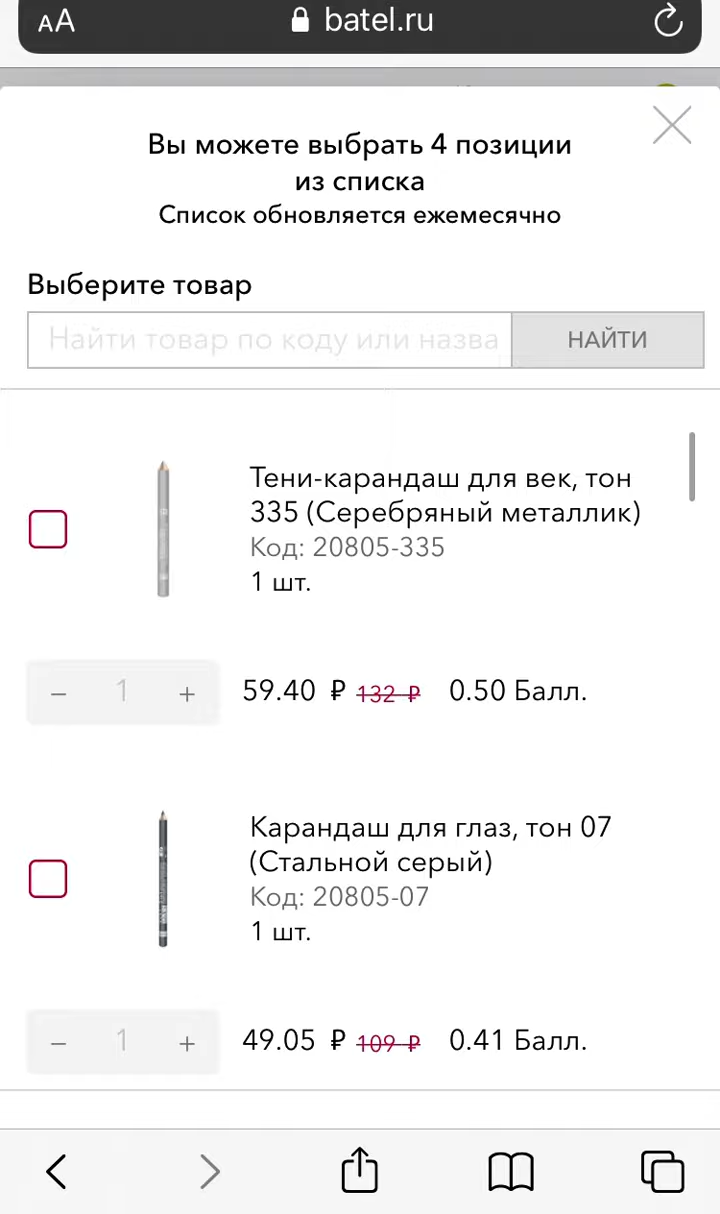 AA
batel.ru
Вы можете выбрать 4 позиции
из списка
Список обновляется ежемесячно
Выберите товар
Найти товар по коду или назва
НАЙТИ
Тени-карандаш для век, тон
335 (Серебряный металлик)
Код: 20805-335
1 шт.
− 1 +
59.40 ₽ 132 ₽ 0.50 Балл.
Карандаш для глаз, тон 07
(Стальной серый)
Код: 20805-07
1 шт.
− 1 +
49.05 ₽ 109 ₽ 0.41 Балл.